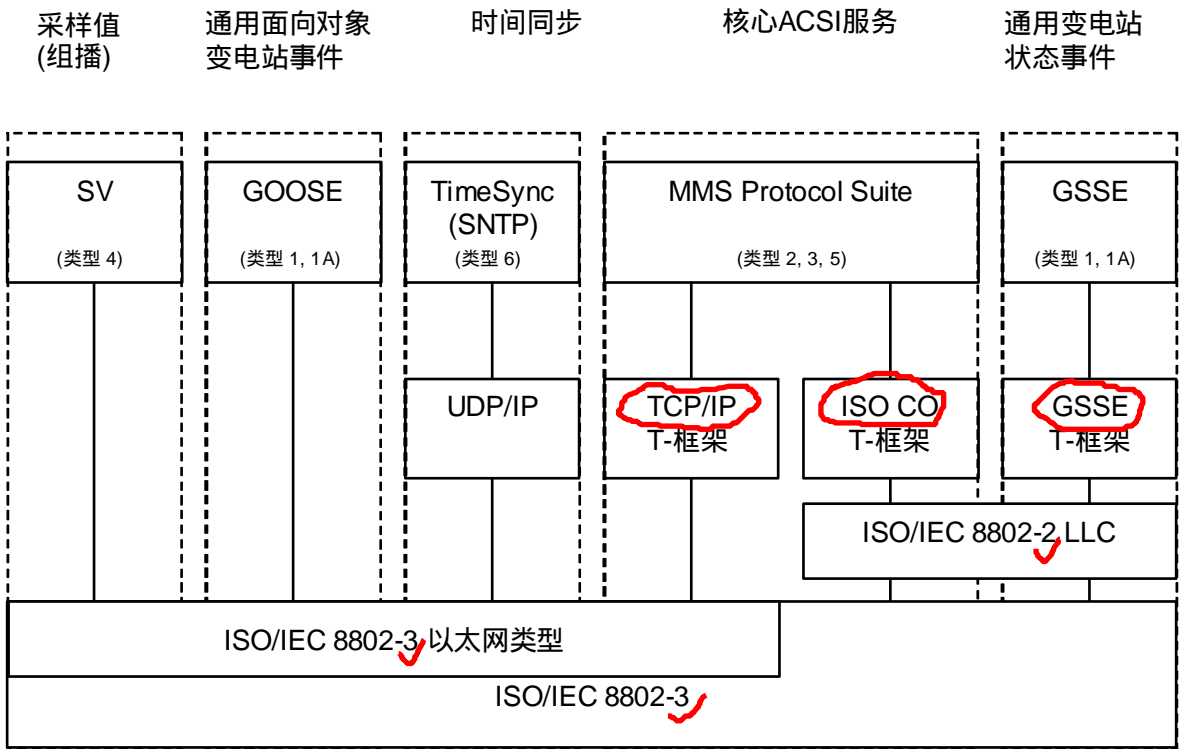 采样值
(组播)
通用面向对象
变电站事件
时间同步
核心ACSI服务
通用变电站
状态事件
SV
(类型 4)
GOOSE
(类型 1, 1A)
TimeSync
(SNTP)
(类型 6)
MMS Protocol Suite
(类型 2, 3, 5)
GSSE
(类型 1, 1A)
UDP/IP
TCP/IP
T-框架
ISO CO
T-框架
GSSE
T-框架
ISO/IEC 8802-2 LLC
ISO/IEC 8802-3 以太网类型
ISO/IEC 8802-3